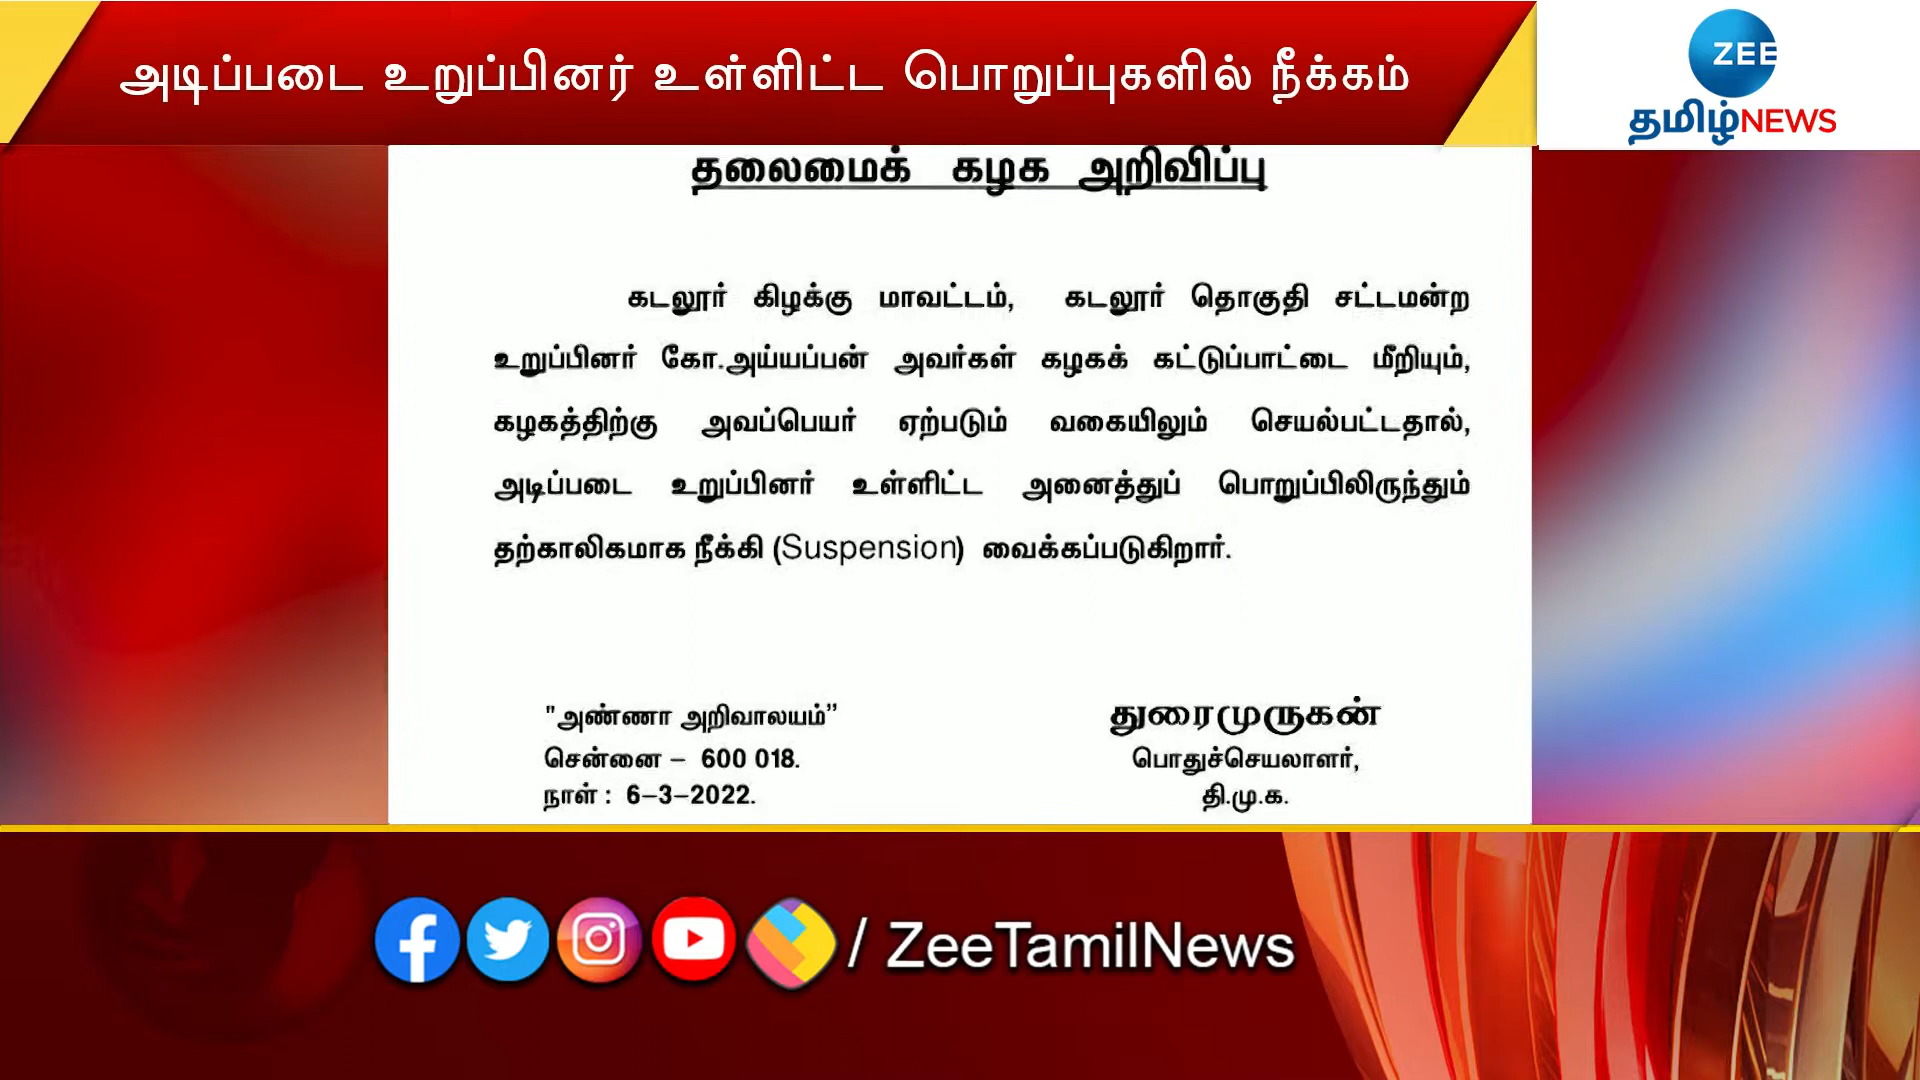 அடிப்படை உறுப்பினர் உள்ளிட்ட பொறுப்புகளில் நீக்கம்
ZEE
தமிழ்NEWS
தலைமைக் கழக அறிவிப்பு
கடலூர் கிழக்கு மாவட்டம், கடலூர் தொகுதி சட்டமன்ற
உறுப்பினர் கோ.அய்யப்பன் அவர்கள் கழகக் கட்டுப்பாட்டை மீறியும்,
கழகத்திற்கு அவப்பெயர் ஏற்படும் வகையிலும் செயல்பட்டதால்,
அடிப்படை உறுப்பினர் உள்ளிட்ட அனைத்துப் பொறுப்பிலிருந்தும்
தற்காலிகமாக நீக்கி (Suspension) வைக்கப்படுகிறார்.
"அண்ணா அறிவாலயம்”
சென்னை – 600 018.
நாள் : 6–3–2022.
துரைமுருகன்
பொதுச்செயலாளர்,
தி.மு.க.
/ ZeeTamilNews